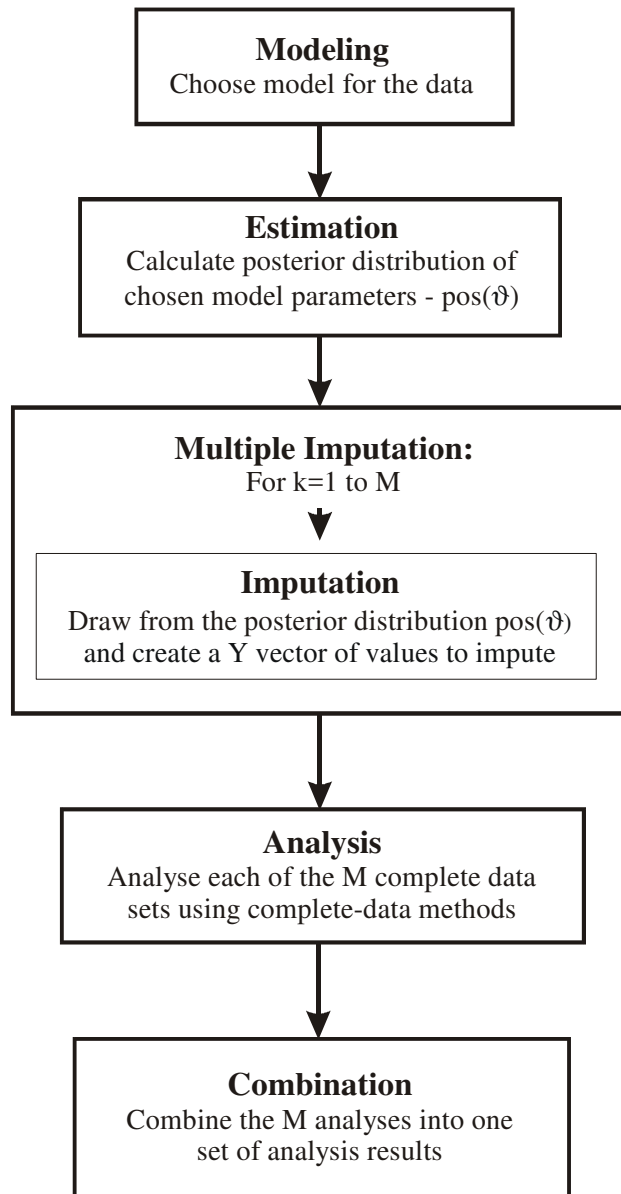 Modeling
Choose model for the data
Estimation
Calculate posterior distribution of
chosen model parameters - pos(ϑ)
Multiple Imputation:
For k=1 to M
Imputation
Draw from the posterior distribution pos(ϑ)
and create a Y vector of values to impute
Analysis
Analyse each of the M complete data
sets using complete-data methods
Combination
Combine the M analyses into one
set of analysis results